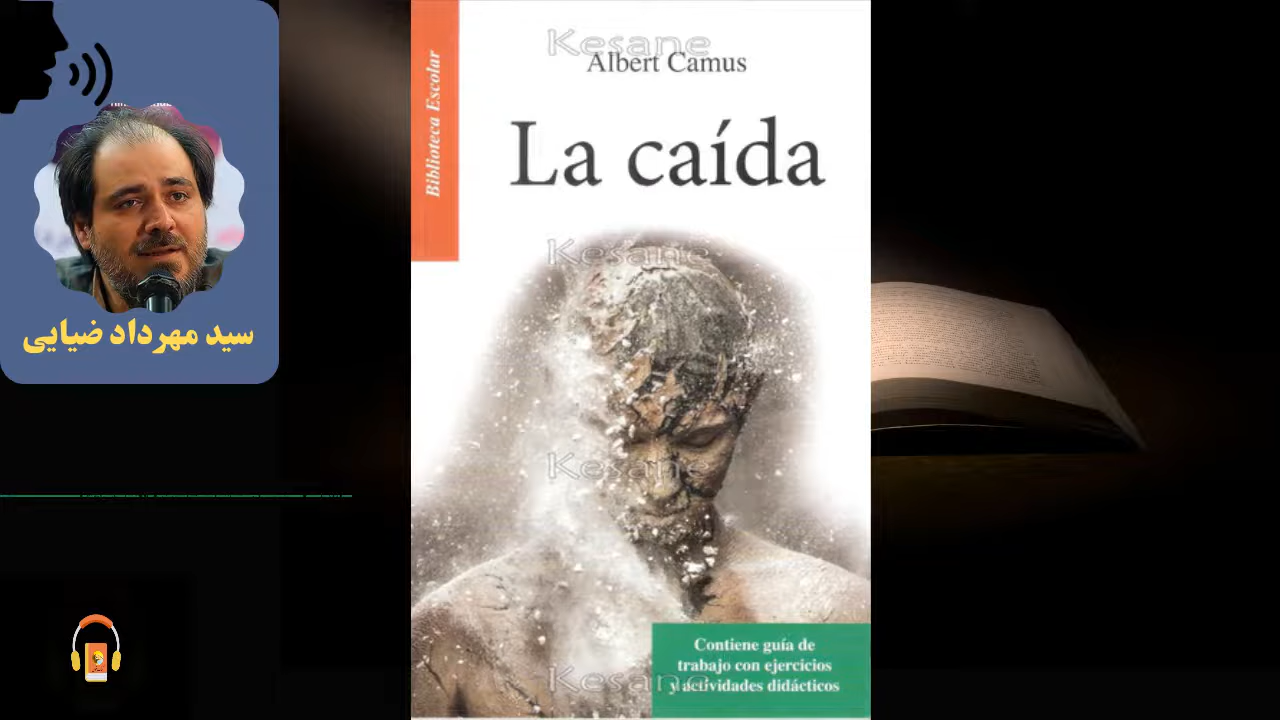 سید مهرداد ضیایی
Biblioteca Escolar
Kesane
Albert Camus
La caída
Kesane
Kesane
Contiene guía de
trabajo con ejercicios
y actividades didácticos
Kesane